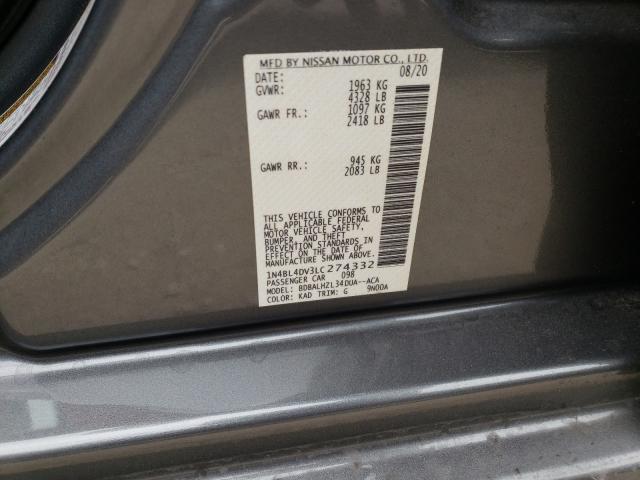 MFD BY NISSAN MOTOR CO., LTD.
DATE: 08/20
GVWR: 1963 KG
4328 LB
GAWR FR.: 1097 KG
2418 LB
GAWR RR.: 945 KG
2083 LB
THIS VEHICLE CONFORMS TO
ALL APPLICABLE FEDERAL
MOTOR VEHICLE SAFETY,
BUMPER, AND THEFT
PREVENTION STANDARDS IN
EFFECT ON THE DATE OF
MANUFACTURE SHOWN ABOVE.
1N4BL4DV3LC274332
PASSENGER CAR 098
MODEL: BDBALHZL34DUA--ACA
COLOR: KAD TRIM: G 9N00A